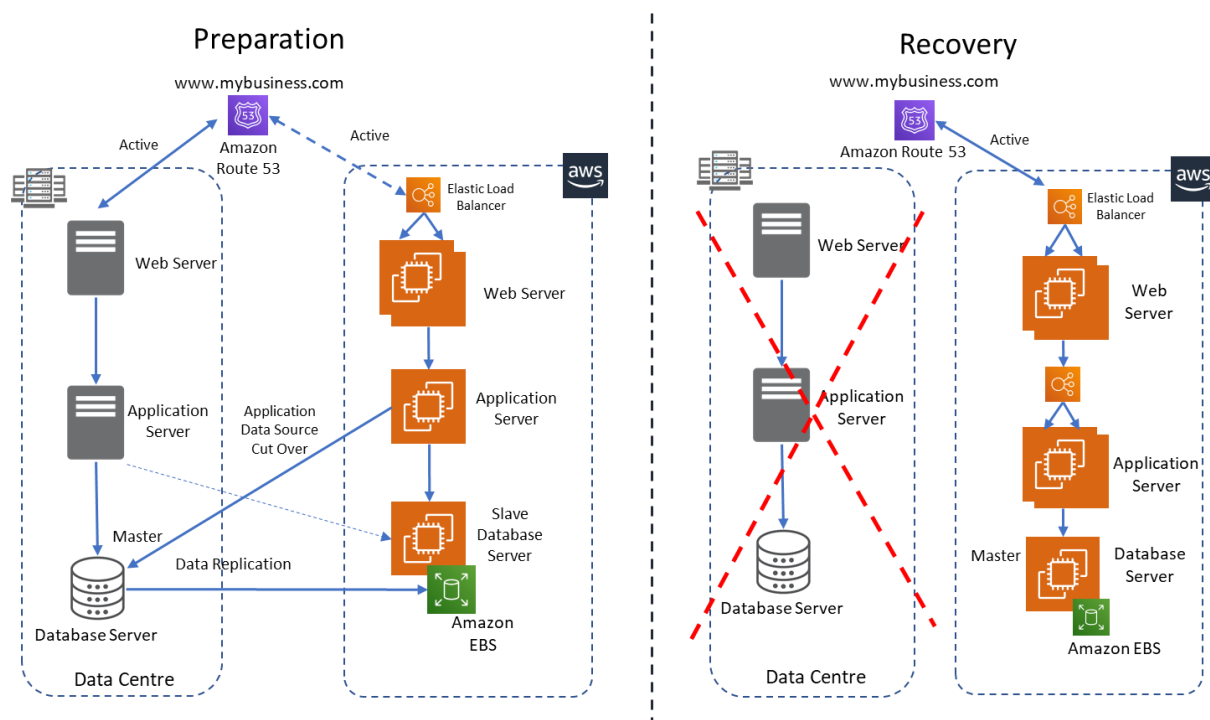 Preparation
www.mybusiness.com
53
Active
Amazon
Route 53
Active
aws
Elastic Load
Balancer
Web Server
Web Server
Application
Server
Application
Data Source
Cut Over
Application
Server
Master
Slave
Database
Server
Data Replication
Database Server
Amazon
EBS
Data Centre
Recovery
www.mybusiness.com
53
Amazon Route 53
Active
aws
Elastic Load
Balancer
Web Server
Web
Server
Application
Server
Application
Server
Master
Database
Server
Database Server
Amazon EBS
Data Centre